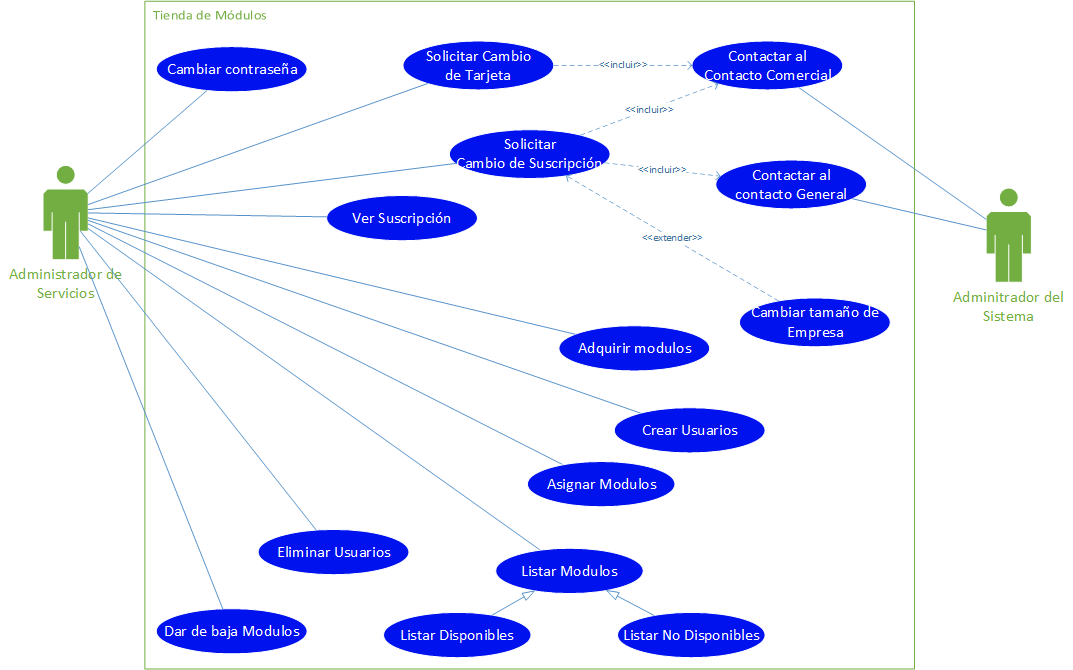 Tienda de Módulos
Cambiar contraseña
Solicitar Cambio
de Tarjeta
<<incluir>>
Contactar al
Contacto Comercial
<<incluir>>
Solicitar
Cambio de Suscripción
<<incluir>>
Contactar al
contacto General
Ver Suscripción
<<extender>>
Administrador de
Servicios
Adminitrador del
Sistema
Cambiar tamaño de
Empresa
Adquirir modulos
Crear Usuarios
Asignar Modulos
Eliminar Usuarios
Listar Modulos
Dar de baja Modulos
Listar Disponibles
Listar No Disponibles